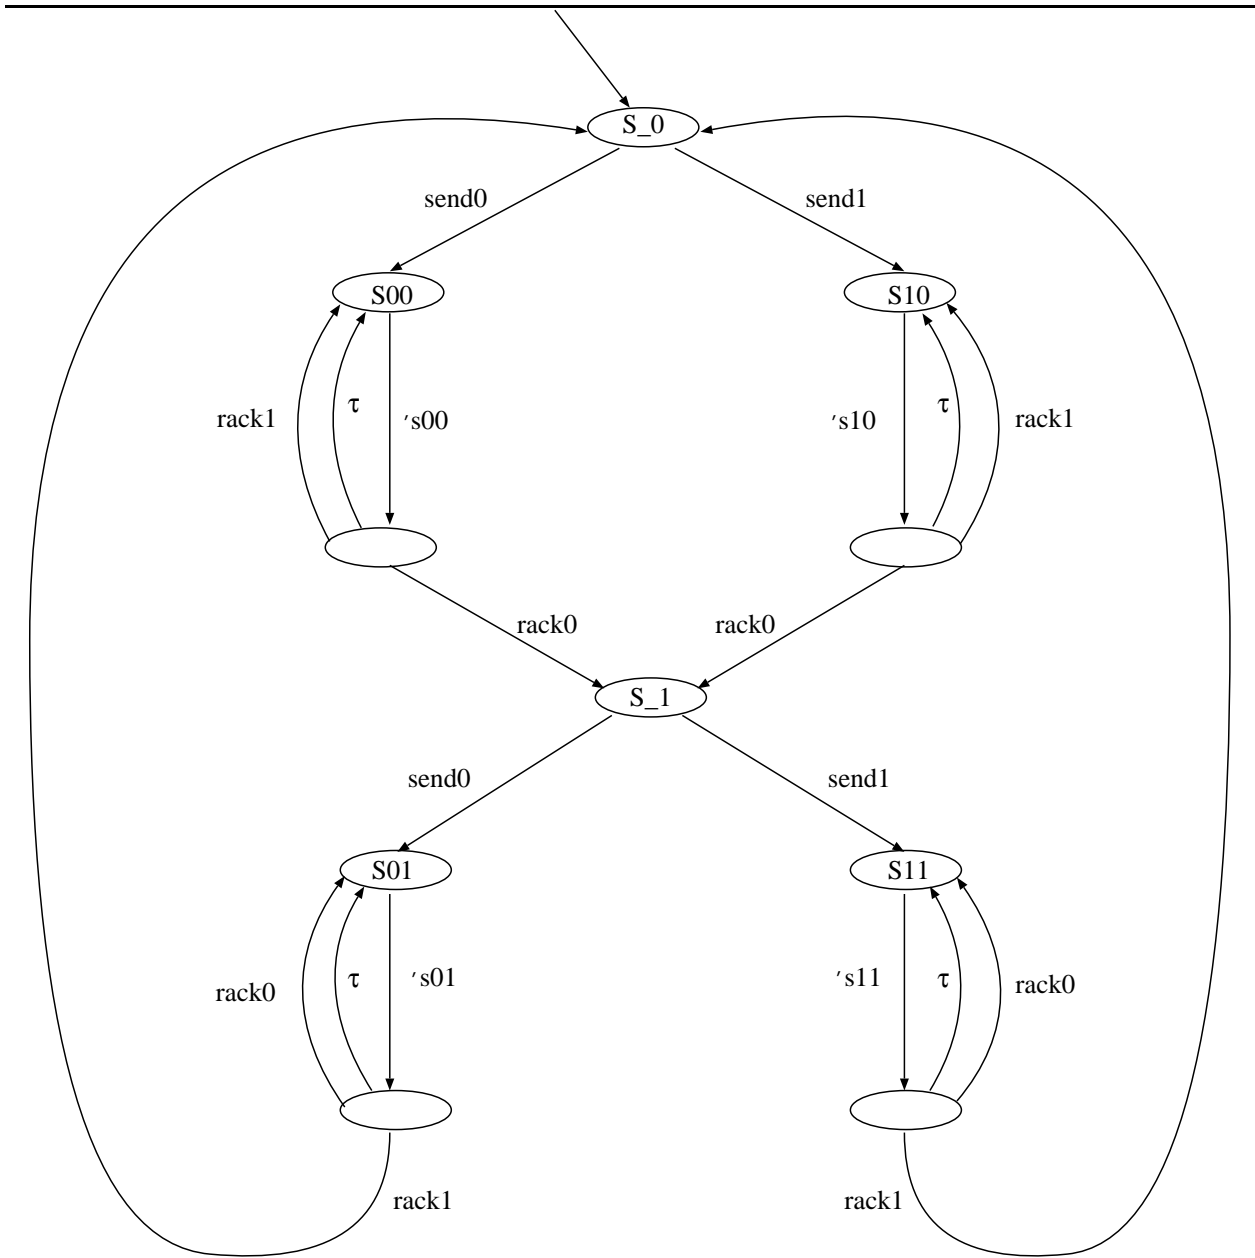 S_0
send0
send1
S00
S10
rack1
τ
's00
's10
τ
rack1
rack0
rack0
S_1
send0
send1
S01
S11
rack0
τ
's01
's11
τ
rack0
rack1
rack1